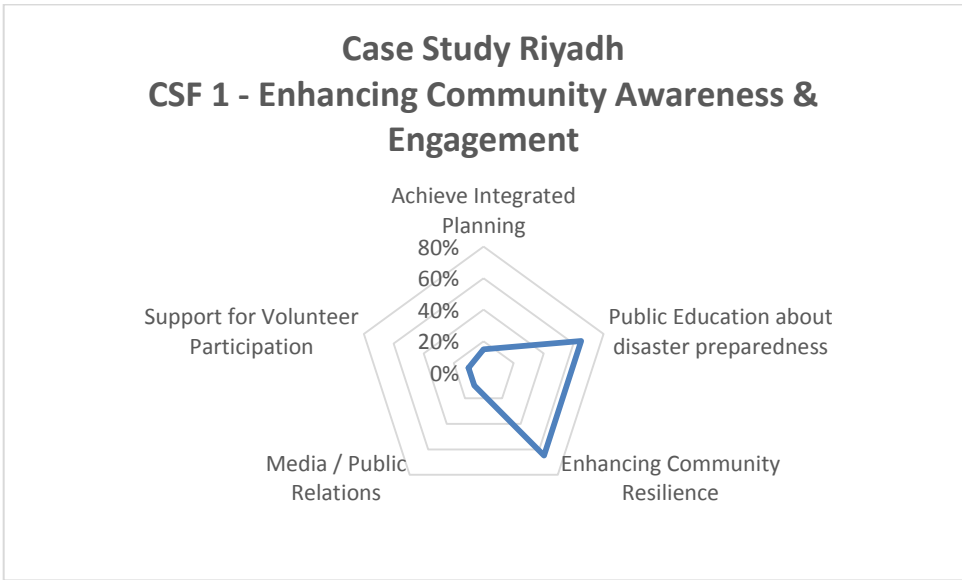 Case Study Riyadh
CSF 1 - Enhancing Community Awareness &
Engagement
Achieve Integrated
Planning
80%
60%
40%
20%
0%
Public Education about
disaster preparedness
Enhancing Community
Resilience
Media / Public
Relations
Support for Volunteer
Participation